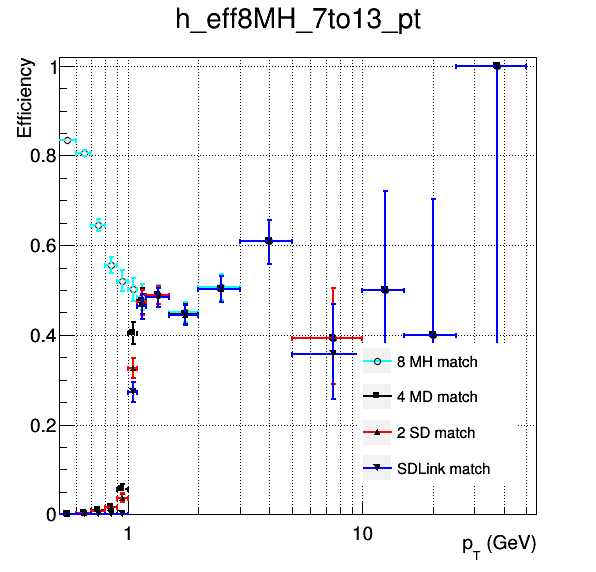 h_eff8MH_7to13_pt
Efficiency
1
0.8
0.6
0.4
0.2
0
8 MH match
4 MD match
2 SD match
SDLink match
1 10
p_T (GeV)